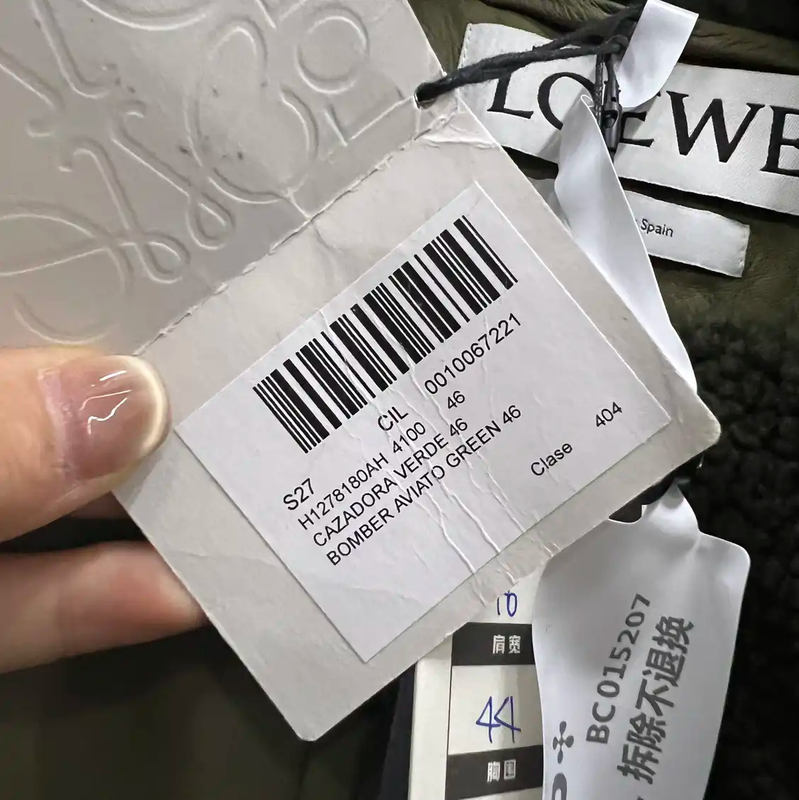 LOEWE
Spain
CIL 0010067221
S27 46
H1278180AH 4100
CAZADORA VERDE 46
BOMBER AVIATO GREEN 46
Clase 404
肩宽
44
胸围
BC015207
拆除不退换